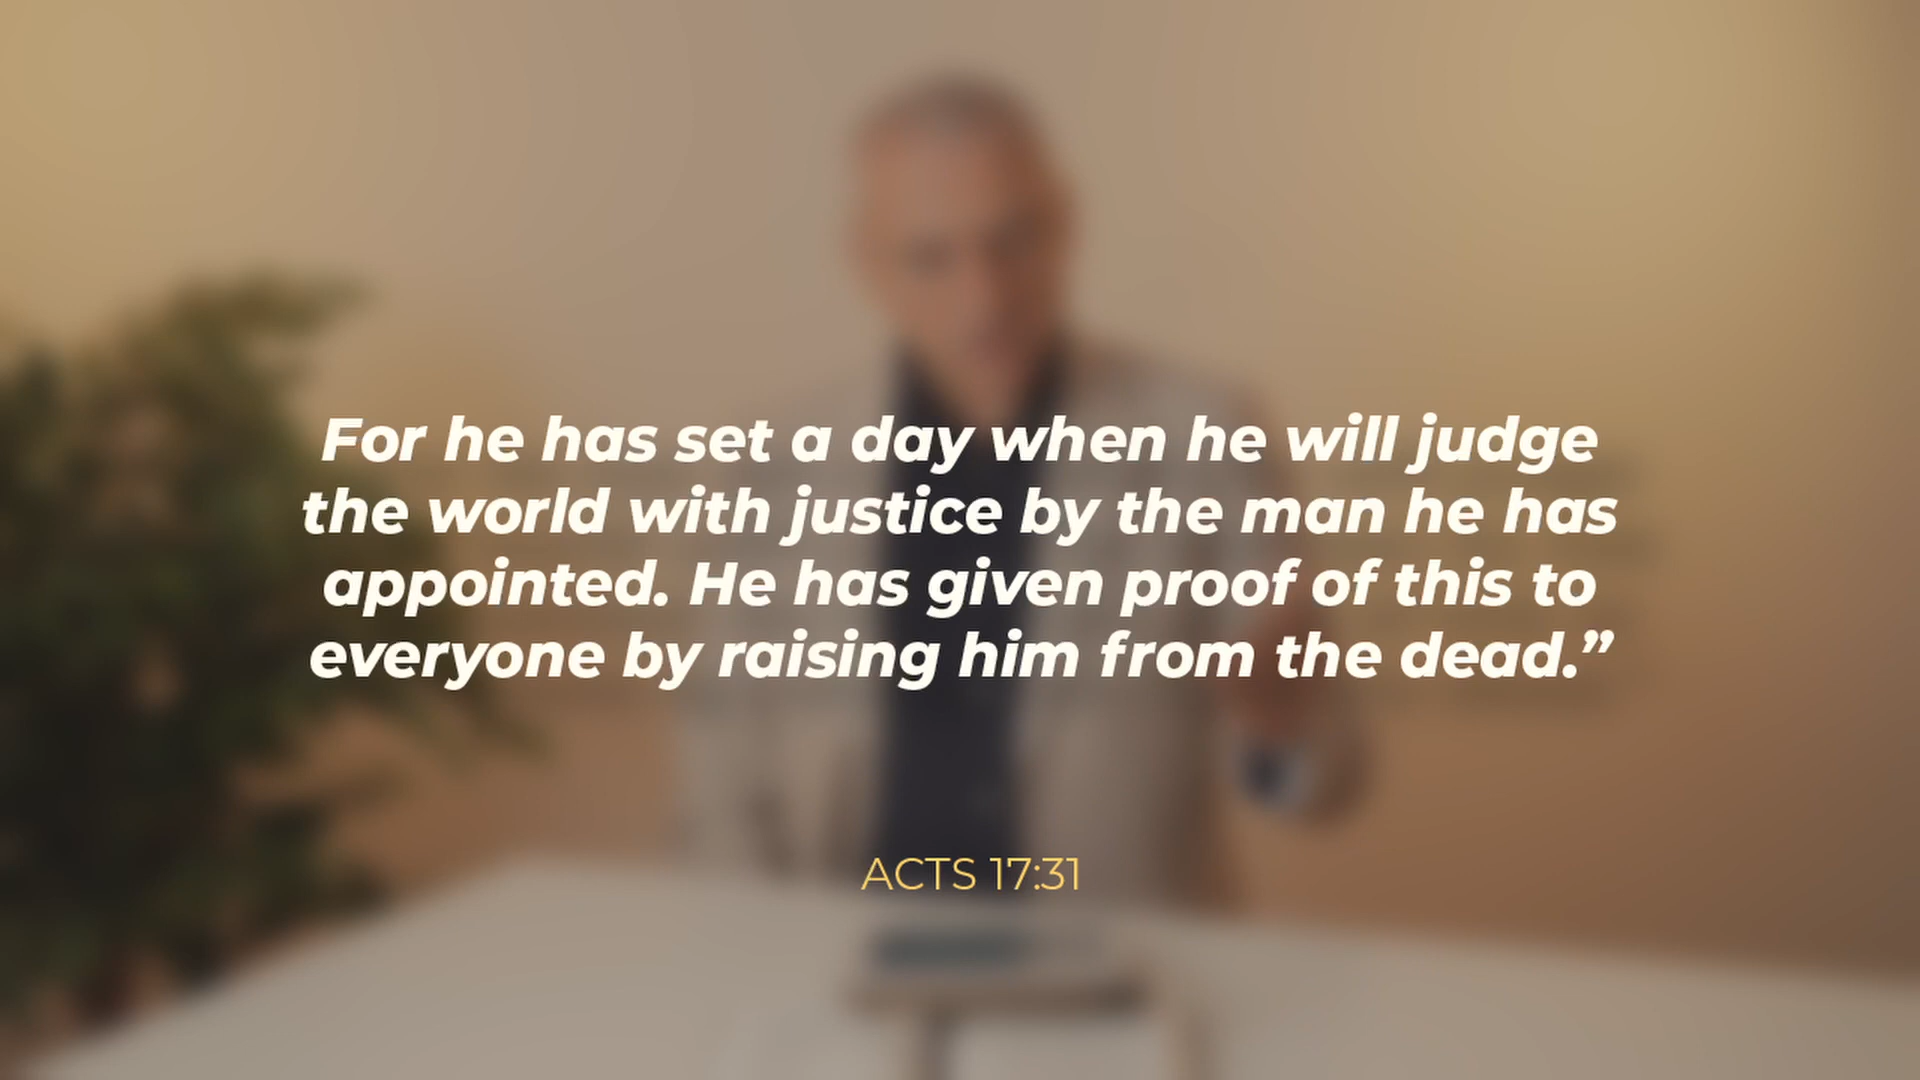 For he has set a day when he will judge
the world with justice by the man he has
appointed. He has given proof of this to
everyone by raising him from the dead.”
ACTS 17:31